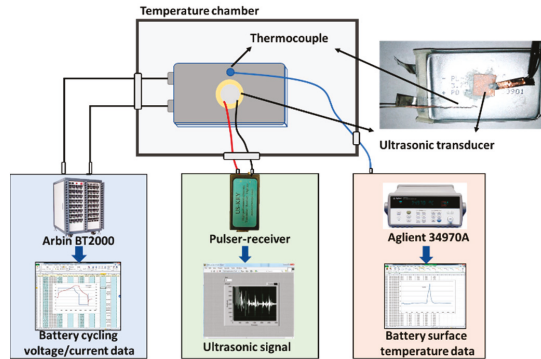 Temperature chamber
Thermocouple
Ultrasonic transducer
Arbin BT2000
Pulser-receiver
Aglient 34970A
Battery cycling
voltage/current data
Ultrasonic signal
Battery surface
temperature data